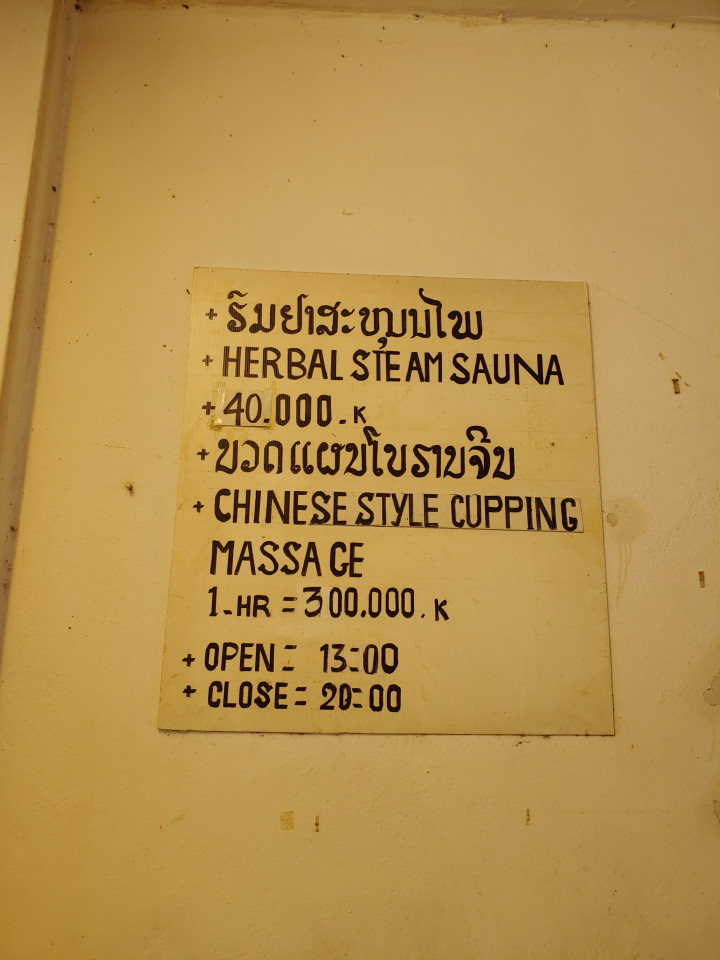 + ຮົມຢາສະຫຸນໄພ
+ HERBAL STEAM SAUNA
+ 40.000.K
+ ນວດແຜນໂບຮານຈີນ
+ CHINESE STYLE CUPPING
MASSAGE
1-HR = 300.000.K
+ OPEN = 13=00
+ CLOSE = 20=00